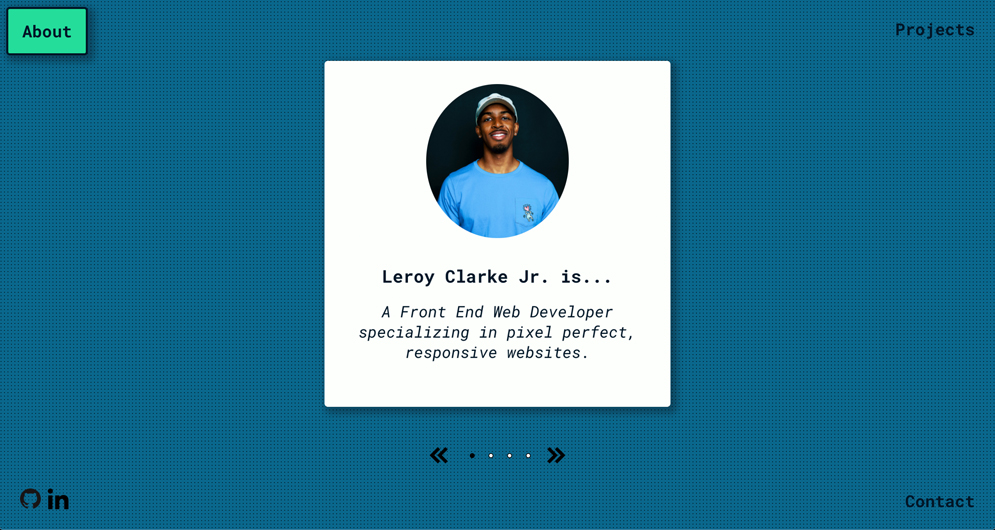 About
Projects
Leroy Clarke Jr. is...
A Front End Web Developer
specializing in pixel perfect,
responsive websites.
in
Contact